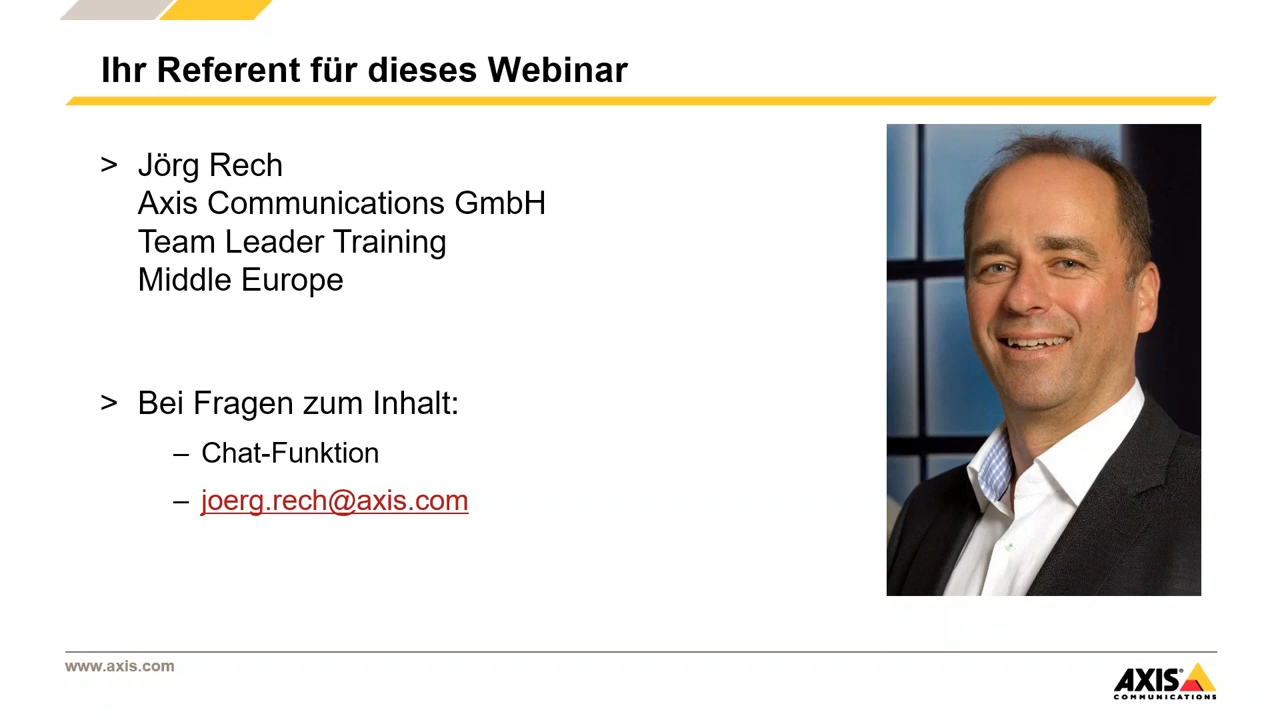 Ihr Referent für dieses Webinar
> Jörg Rech
Axis Communications GmbH
Team Leader Training
Middle Europe
> Bei Fragen zum Inhalt:
– Chat-Funktion
– joerg.rech@axis.com
www.axis.com
AXIS®
COMMUNICATIONS